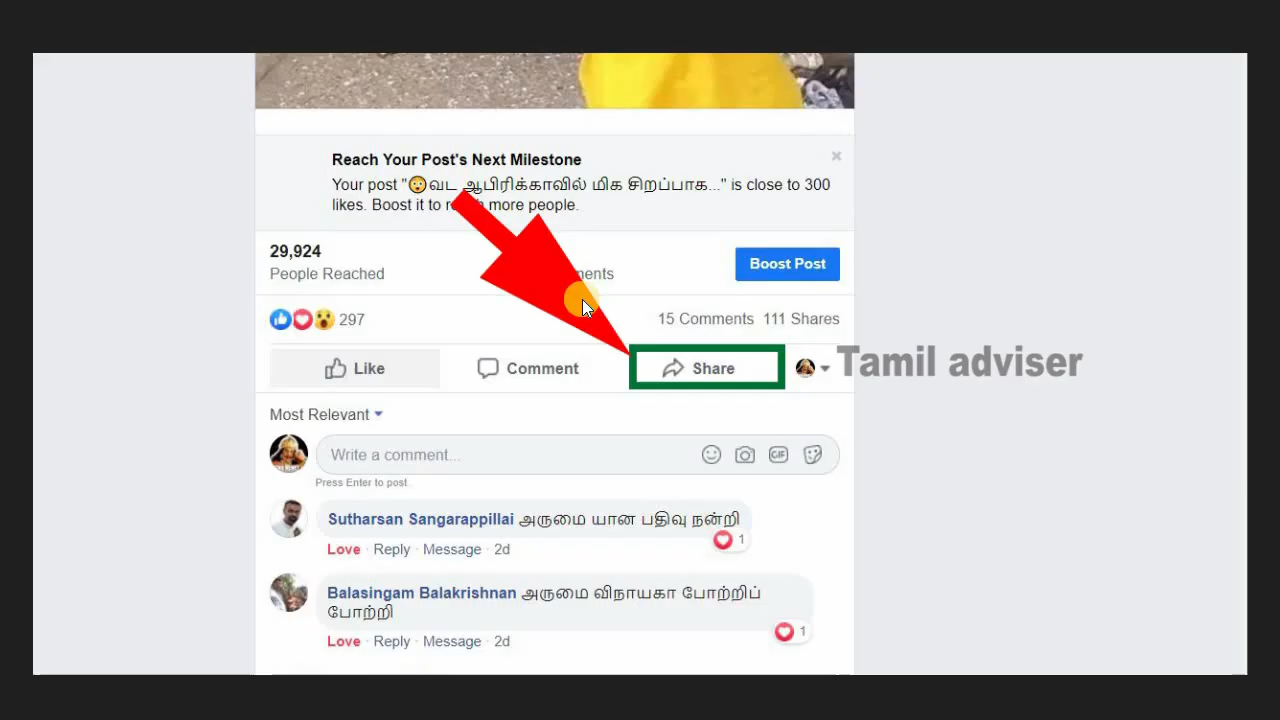 Reach Your Post's Next Milestone
Your post "😳வட ஆபிரிக்காவில் மிக சிறப்பாக..." is close to 300
likes. Boost it to more people.
29,924
People Reached
Boost Post
297
15 Comments 111 Shares
Like
Comment
Share
Tamil adviser
Most Relevant
Write a comment...
GIF
Press Enter to post
Sutharsan Sangarappillai அருமை யான பதிவு நன்றி
1
Love · Reply · Message · 2d
Balasingam Balakrishnan அருமை விநாயகா போற்றிப்
போற்றி
1
Love · Reply · Message · 2d